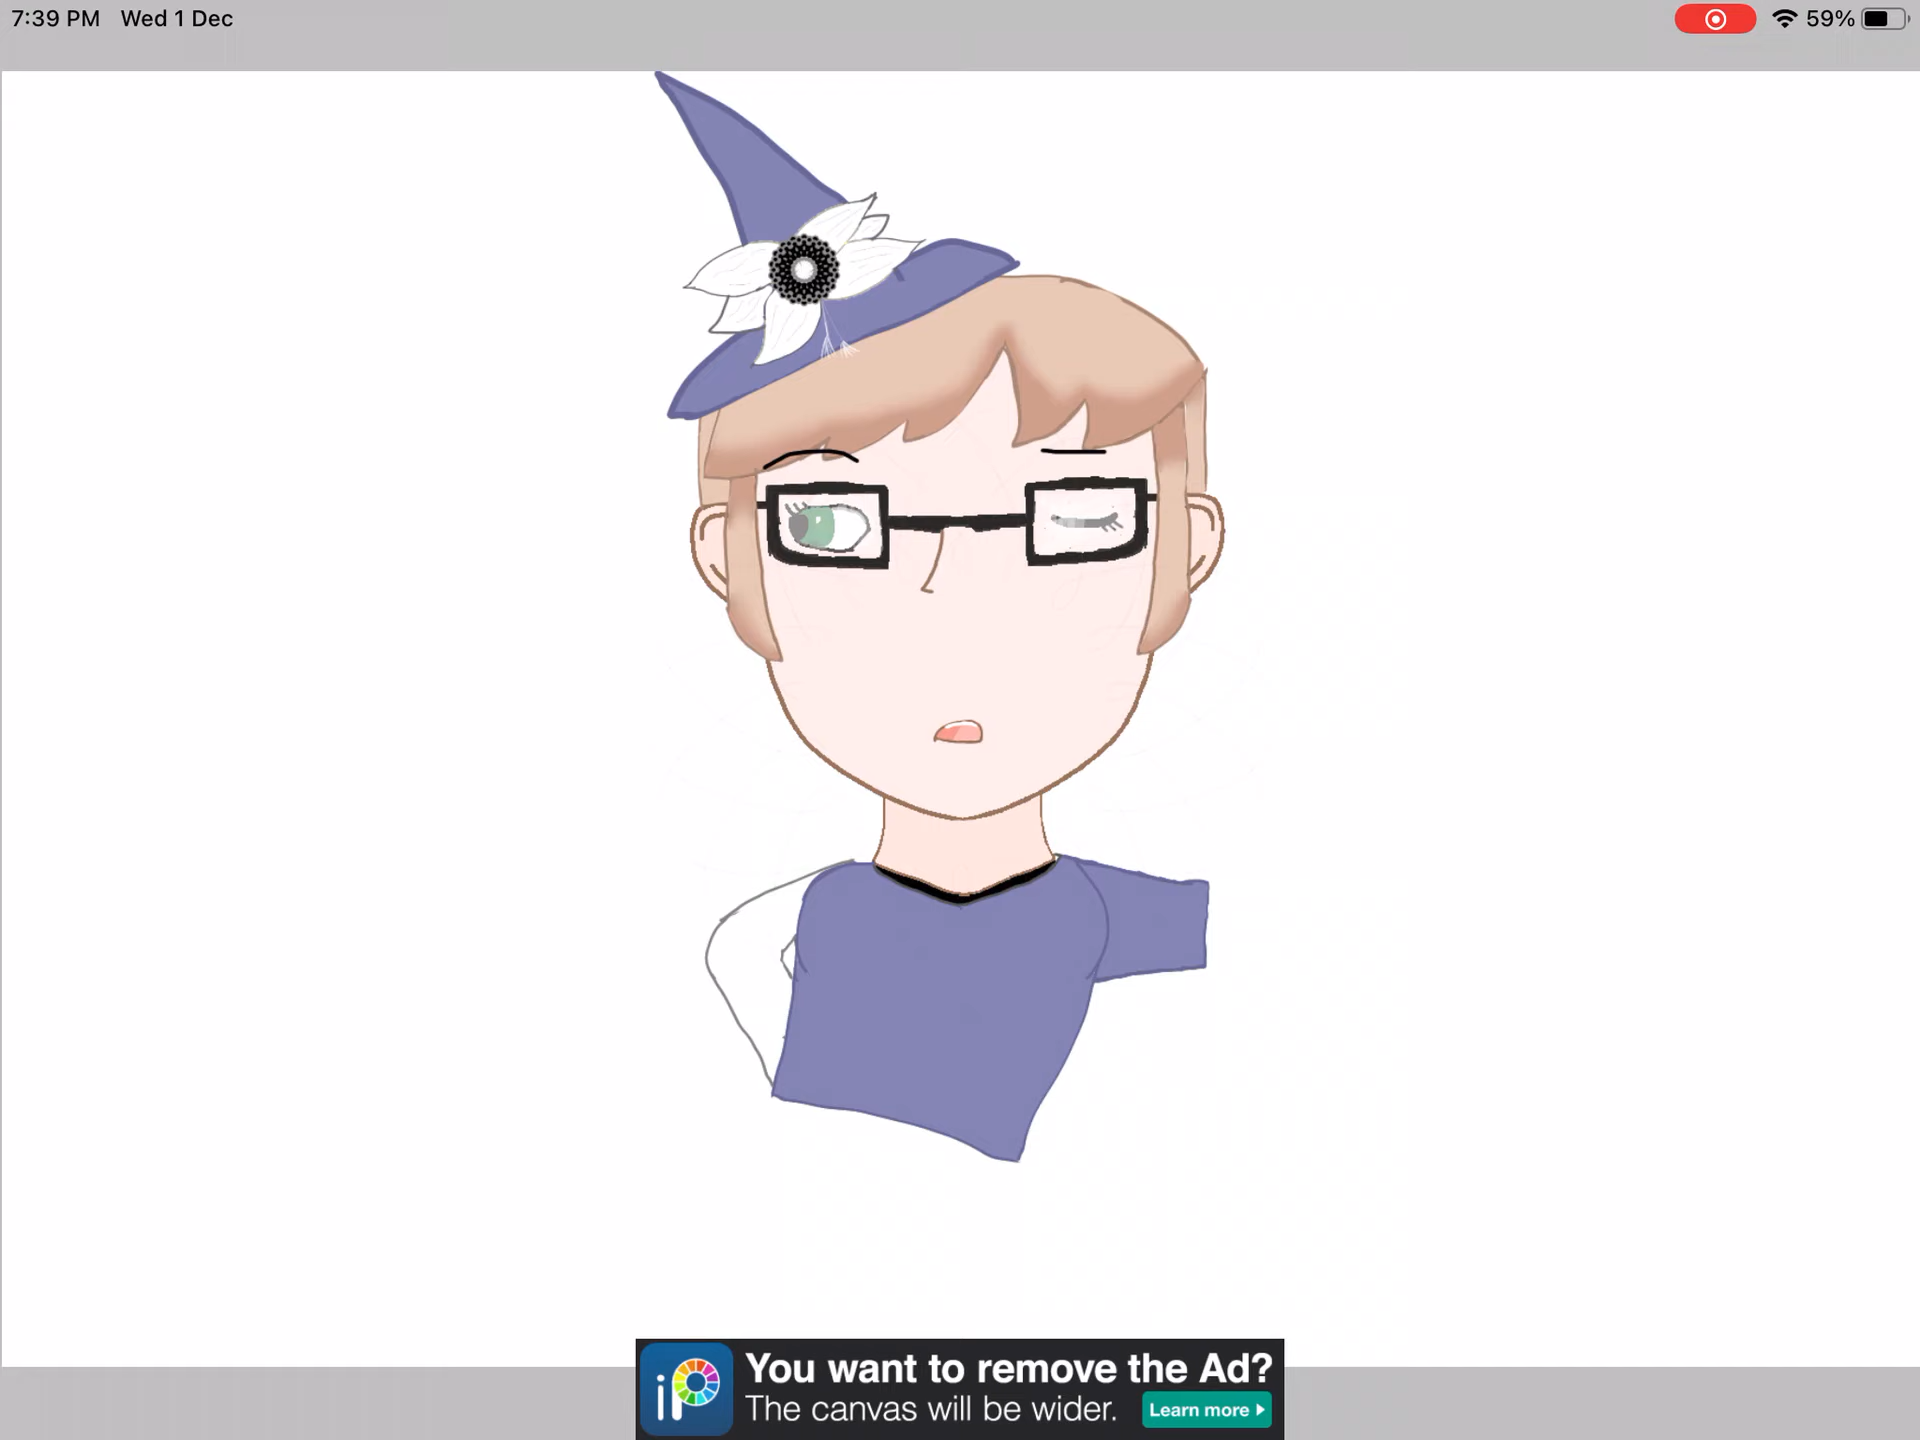 7:39 PM Wed 1 Dec
59%
iP
You want to remove the Ad?
The canvas will be wider.
Learn more